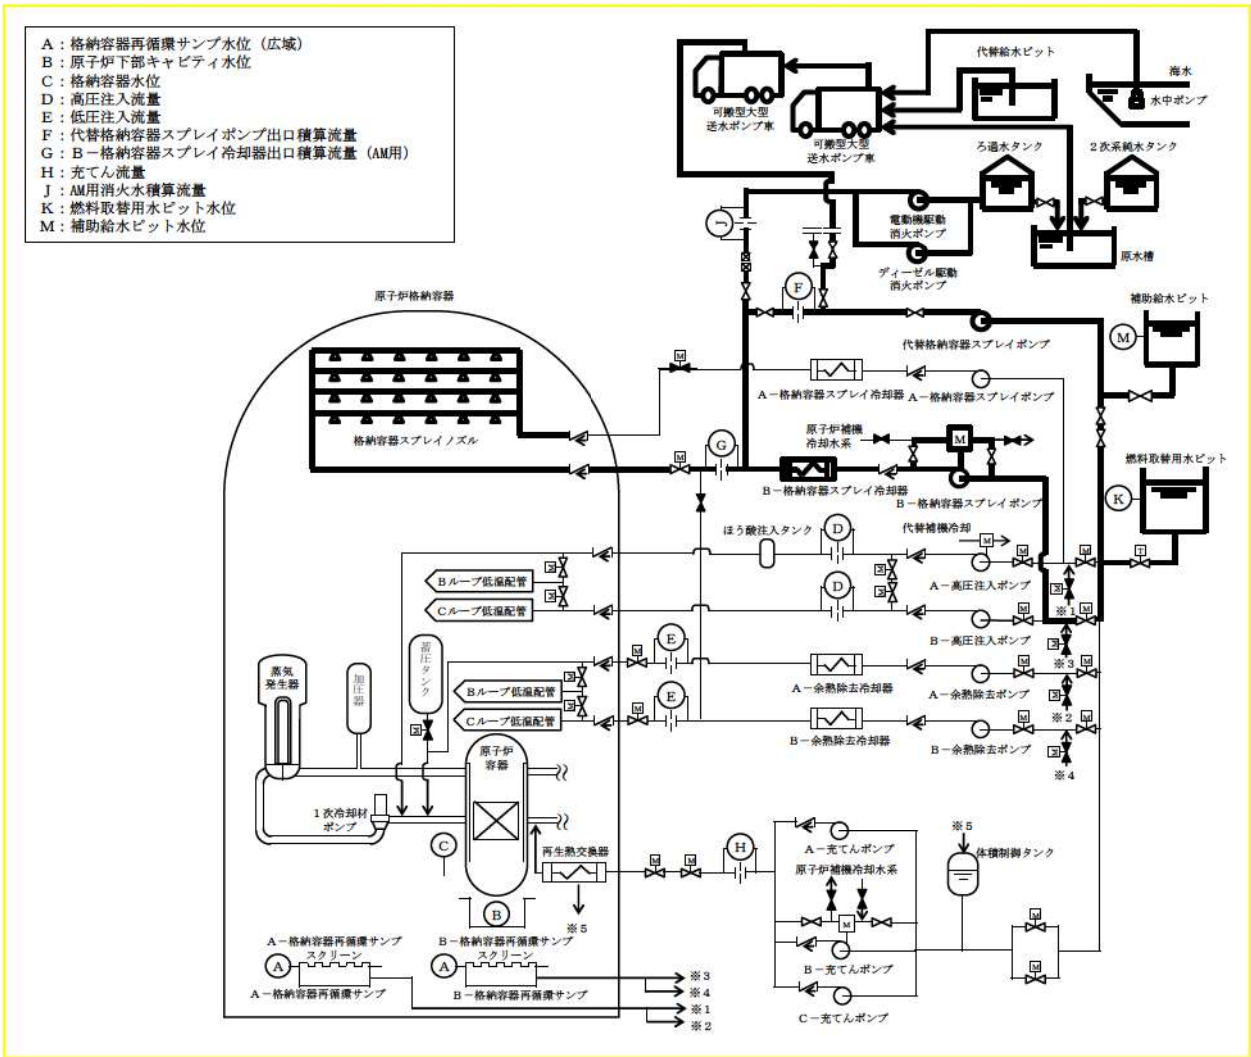 A：格納容器再循環サンプ水位（広域）
B：原子炉下部キャビティ水位
C：格納容器水位
D：高圧注入流量
E：低圧注入流量
F：代替格納容器スプレイポンプ出口積算流量
G：B－格納容器スプレイ冷却器出口積算流量（AM用）
H：充てん流量
J：AM用消火水積算流量
K：燃料取替用水ピット水位
M：補助給水ピット水位
可搬型大型
送水ポンプ車
可搬型大型
送水ポンプ車
代替給水ピット
海水
水中ポンプ
ろ過水タンク
２次系純水タンク
原水槽
電動機駆動
消火ポンプ
ディーゼル駆動
消火ポンプ
J
F
代替格納容器スプレイポンプ
補助給水ピット
M
原子炉格納容器
格納容器スプレイノズル
M
A－格納容器スプレイ冷却器
A－格納容器スプレイポンプ
原子炉補機
冷却水系
M
G
M
B－格納容器スプレイ冷却器
B－格納容器スプレイポンプ
燃料取替用水ピット
K
T
代替補機冷却
M
ほう酸注入タンク
D
M
M
A－高圧注入ポンプ
M
※1
Bループ低温配管
Cループ低温配管
M
M
D
M
M
M
M
B－高圧注入ポンプ
M
※3
蓄圧タンク
M
M
E
M
M
A－余熱除去冷却器
A－余熱除去ポンプ
M
※2
Bループ低温配管
Cループ低温配管
M
M
E
M
M
B－余熱除去冷却器
B－余熱除去ポンプ
M
※4
蒸気
発生器
加圧器
M
原子炉
容器
１次冷却材
ポンプ
C
B
再生熱交換器
※5
M
M
H
A－充てんポンプ
原子炉補機冷却水系
M
B－充てんポンプ
C－充てんポンプ
※5
体積制御タンク
M
M
A－格納容器再循環サンプ
スクリーン
A
A－格納容器再循環サンプ
B－格納容器再循環サンプ
スクリーン
A
B－格納容器再循環サンプ
※3
※4
※1
※2